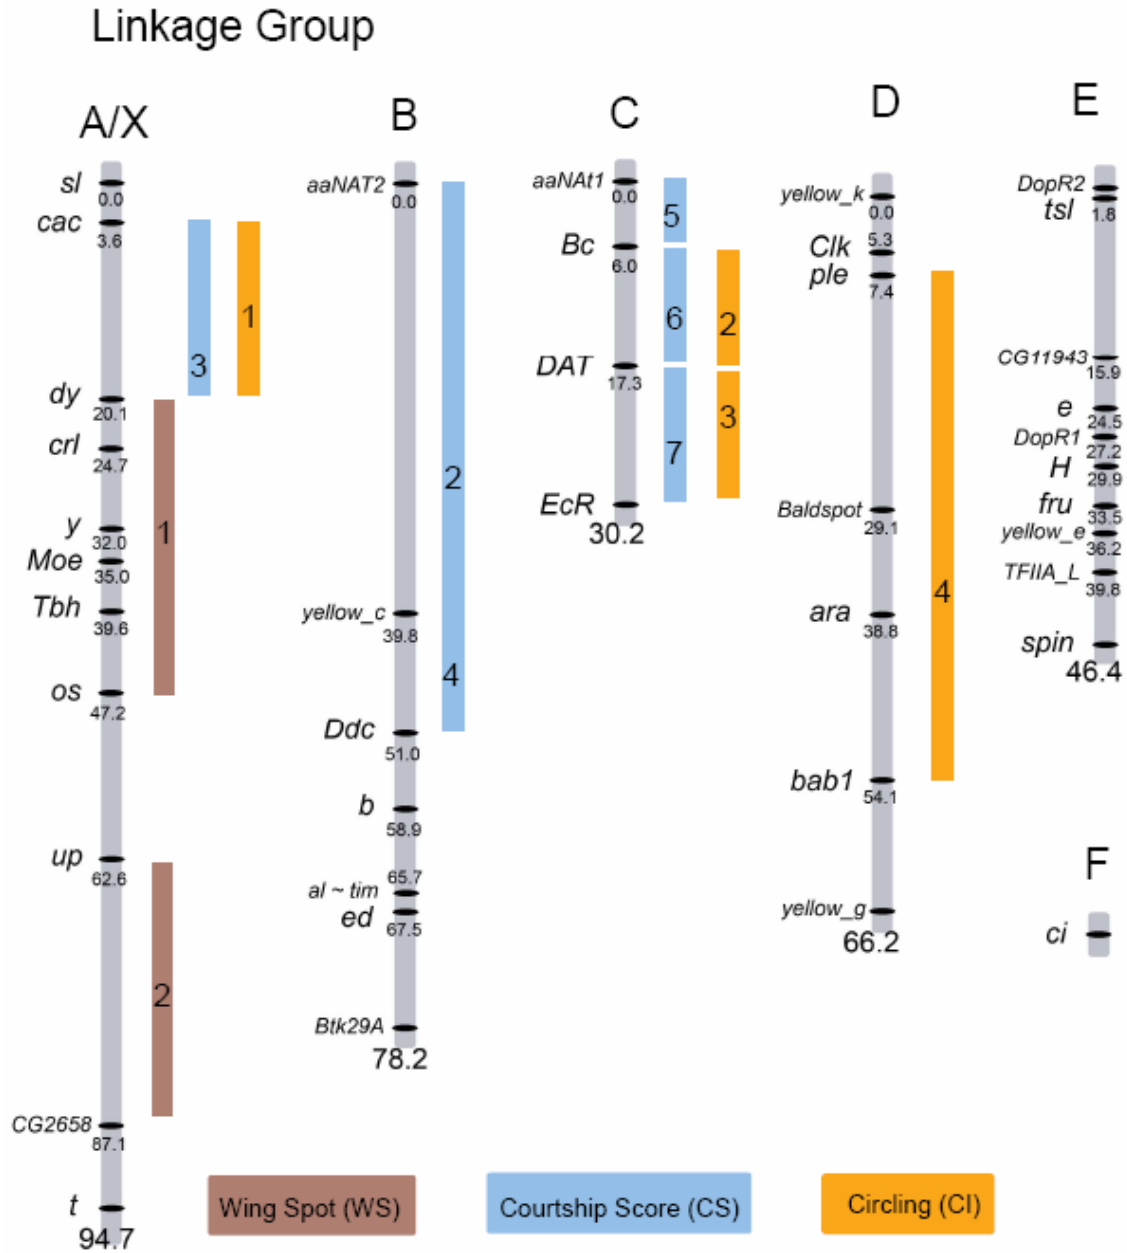 Linkage Group
A/X
sl
0.0
cac
3.6
dy
20.1
crl
24.7
y
32.0
Moe
35.0
Tbh
39.6
os
47.2
up
62.6
CG2658
87.1
t
94.7
3
1
1
2
B
aaNAT2
0.0
yellow_c
39.8
Ddc
51.0
b
58.9
65.7
al ~ tim
ed
67.5
Btk29A
78.2
2
4
C
aaNAt1
0.0
Bc
6.0
DAT
17.3
EcR
30.2
5
6
7
2
3
D
yellow_k
0.0
5.3
Clk
ple
7.4
Baldspot
29.1
ara
38.8
bab1
54.1
yellow_g
66.2
4
E
DopR2
tsl
1.8
CG11943
15.9
e
24.5
DopR1
27.2
H
29.9
fru
33.5
yellow_e
36.2
TFIIA_L
39.8
spin
46.4
F
ci
Wing Spot (WS)
Courtship Score (CS)
Circling (CI)